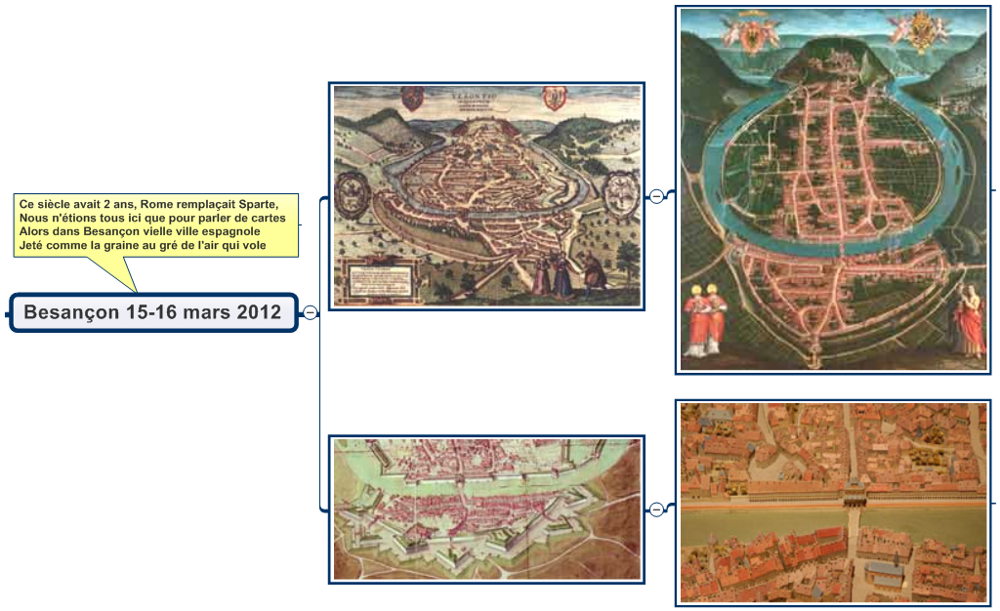 Ce siècle avait 2 ans, Rome remplaçait Sparte,
Nous n'étions tous ici que pour parler de cartes
Alors dans Besançon vielle ville espagnole
Jeté comme la graine au gré de l'air qui vole
Besançon 15-16 mars 2012